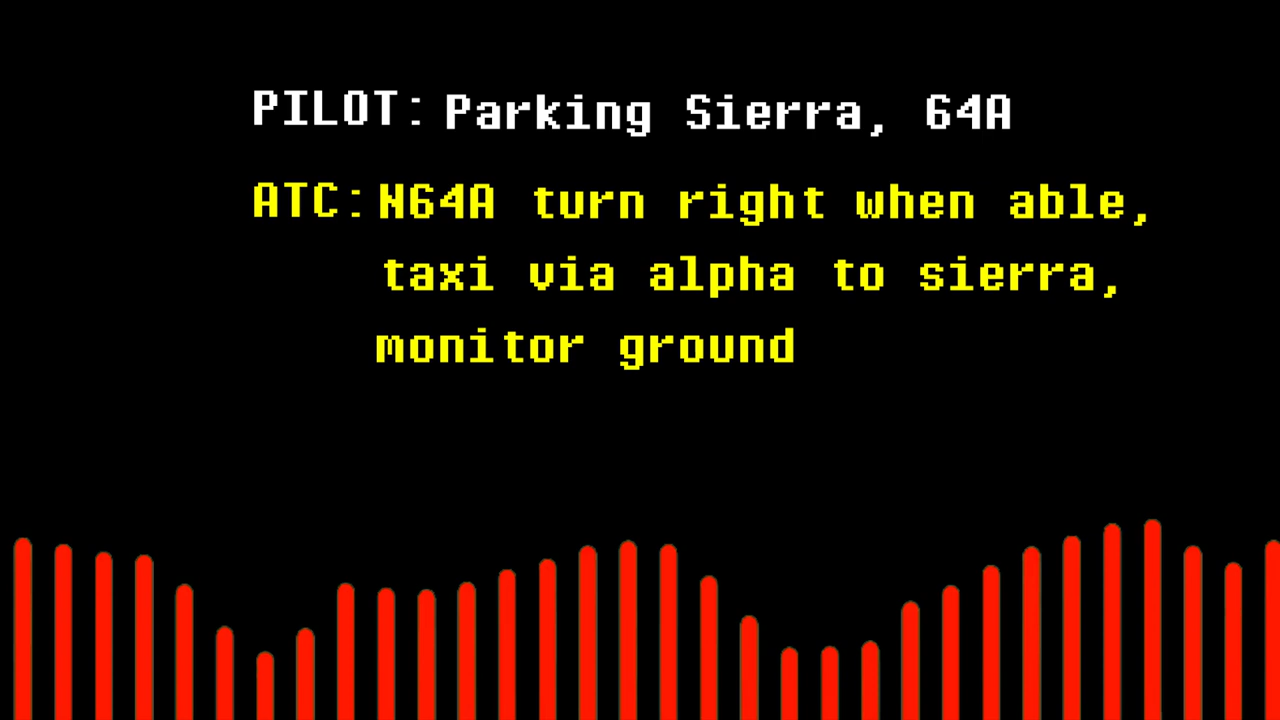 PILOT: Parking Sierra, 64A
ATC: N64A turn right when able,
taxi via alpha to sierra,
monitor ground